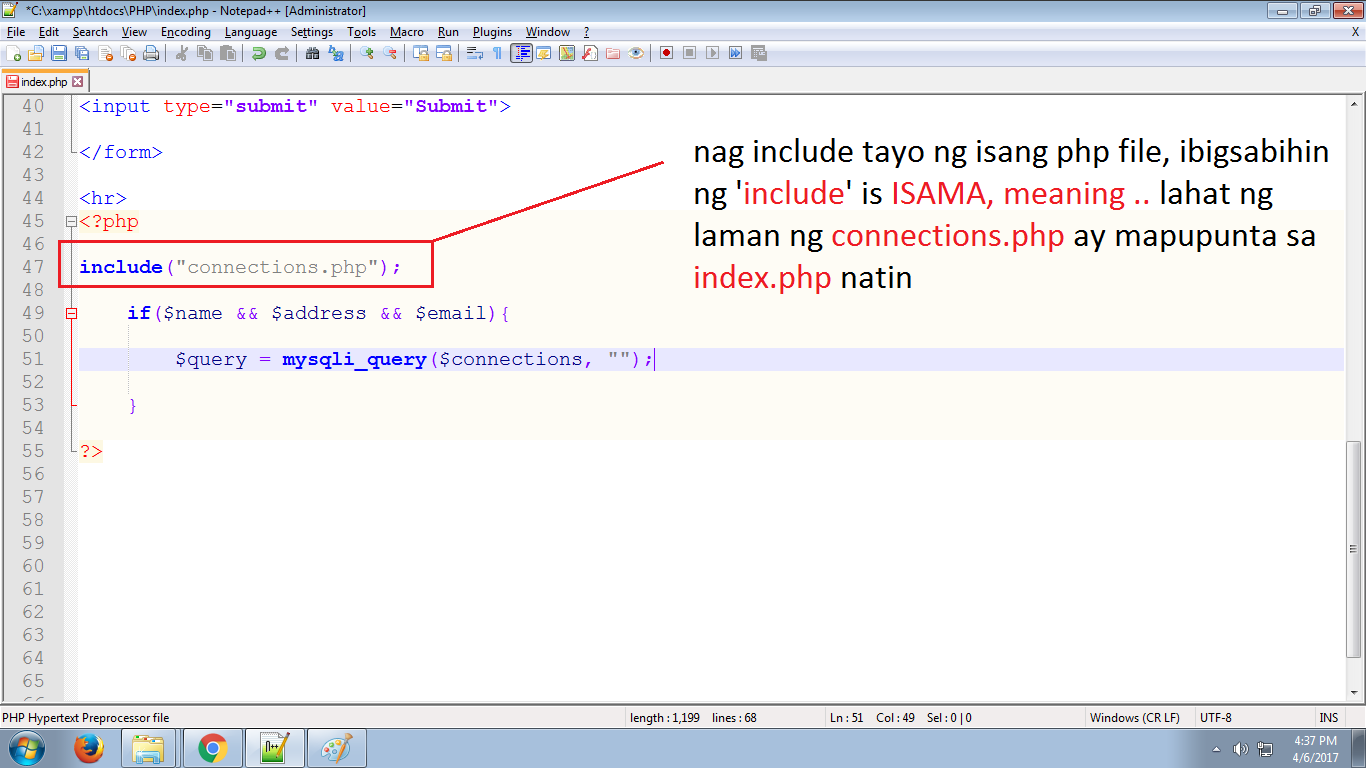 *C:\xampp\htdocs\PHP\index.php - Notepad++ [Administrator]
File Edit Search View Encoding Language Settings Tools Macro Run Plugins Window ? X
index.php
40 <input type="submit" value="Submit">
41
42 </form>
43
44 <hr>
45 <?php
46
47 include("connections.php");
48
49 if($name && $address && $email){
50
51 $query = mysqli_query($connections, "");
52
53 }
54
55 ?>
56
57
58
59
60
61
62
63
64
65
nag include tayo ng isang php file, ibigsabihin
ng 'include' is ISAMA, meaning .. lahat ng
laman ng connections.php ay mapupunta sa
index.php natin
PHP Hypertext Preprocessor file length : 1,199 lines : 68 Ln : 51 Col : 49 Sel : 0 | 0 Windows (CR LF) UTF-8 INS
4:37 PM
4/6/2017